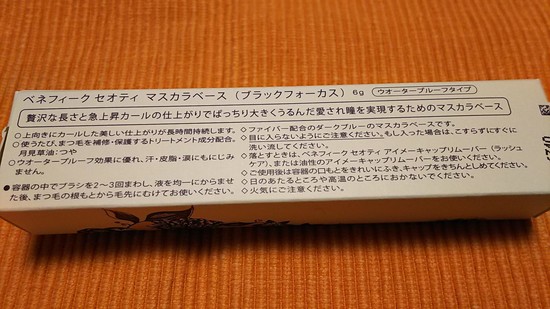 ベネフィーク セオティ マスカラベース（ブラックフォーカス）6g ウオータープルーフタイプ
贅沢な長さと急上昇カールの仕上がりでぱっちり大きくうるんだ愛され瞳を実現するためのマスカラベース
○上向きにカールした美しい仕上がりが長時間持続します。
○使うたび、まつ毛を補修・保護するトリートメント成分配合。
月見草油：つや
○ウオータープルーフ効果に優れ、汗・皮脂・涙にもにじみません。
●容器の中でブラシを2〜3回まわし、液を均一にからませ
た後、まつ毛の根もとから毛先にむけてお使いください。
◇ファイバー配合のダークブルーのマスカラベースです。
◇目に入らないようにご注意ください。もし入った場合は、こすらずにすぐに
洗い流してください。
◇落とすときは、ベネフィーク セオティ アイメーキャップリムーバー（ラッシュ
ケア）、または油性のアイメーキャップリムーバーをお使いください。
◇ご使用後は容器の口もとをきれいにふき、キャップをきちんとしめてください。
◇日のあたるところや高温のところにおかないでください。
◇火気にご注意ください。